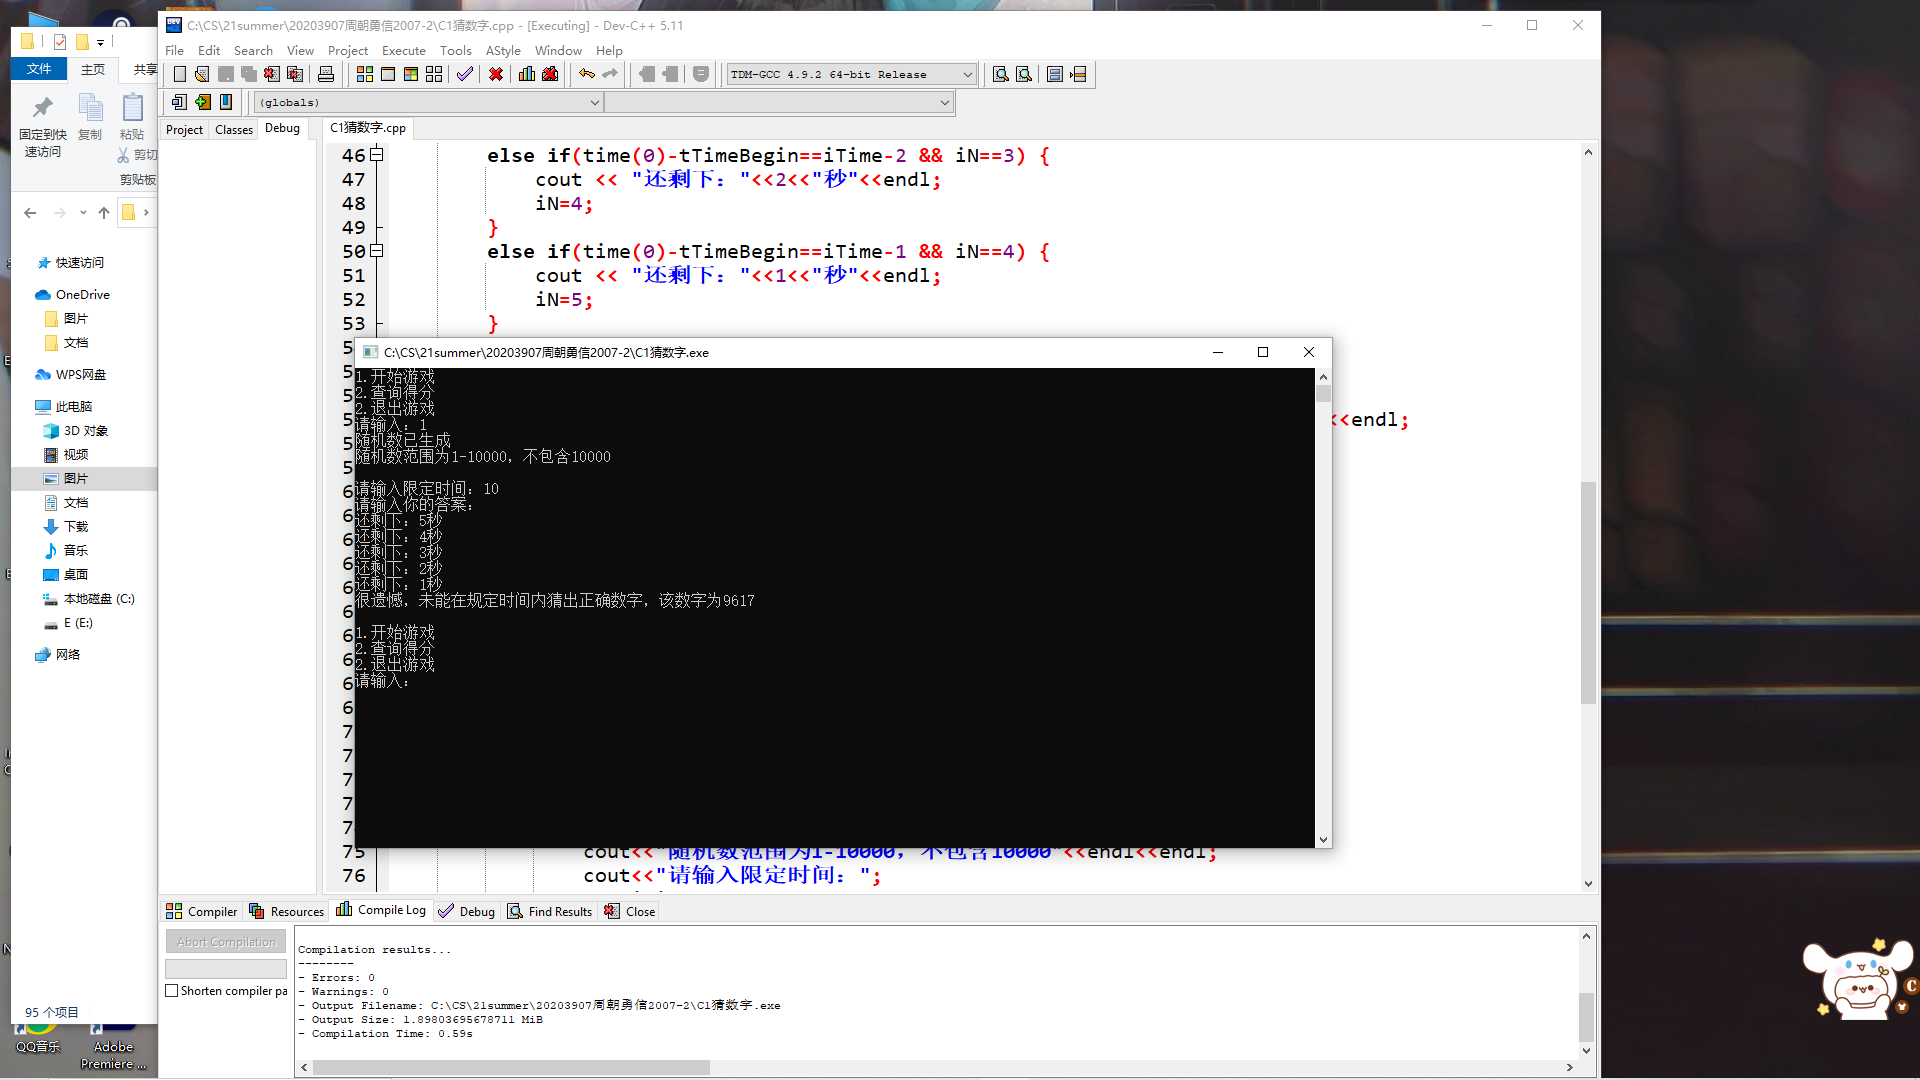 C:\CS\21summer\20203907周朝勇信2007-2\C1猜数字.cpp - [Executing] - Dev-C++ 5.11
File Edit Search View Project Execute Tools AStyle Window Help
TDM-GCC 4.9.2 64-bit Release
(globals)
Project Classes Debug
C1猜数字.cpp
文件 主页 共享
固定到快速访问
复制
粘贴
剪切
剪贴板
快速访问
OneDrive
图片
文档
WPS网盘
此电脑
3D 对象
视频
图片
文档
下载
音乐
桌面
本地磁盘 (C:)
E (E:)
网络
95 个项目
QQ音乐
Adobe Premiere ...
46 else if(time(0)-tTimeBegin==iTime-2 && iN==3) {
47 cout << "还剩下："<<2<<"秒"<<endl;
48 iN=4;
49 }
50 else if(time(0)-tTimeBegin==iTime-1 && iN==4) {
51 cout << "还剩下："<<1<<"秒"<<endl;
52 iN=5;
53 }
<<endl;
C:\CS\21summer\20203907周朝勇信2007-2\C1猜数字.exe
1.开始游戏
2.查询得分
2.退出游戏
请输入：1
随机数已生成
随机数范围为1-10000，不包含10000
请输入限定时间：10
请输入你的答案：
还剩下：5秒
还剩下：4秒
还剩下：3秒
还剩下：2秒
还剩下：1秒
很遗憾，未能在规定时间内猜出正确数字，该数字为9617
1.开始游戏
2.查询得分
2.退出游戏
请输入：
75 cout<<"随机数范围为1-10000，不包含10000"<<endl<<endl;
76 cout<<"请输入限定时间：";
Compiler Resources Compile Log Debug Find Results Close
Abort Compilation
Shorten compiler pa
Compilation results...
--------
- Errors: 0
- Warnings: 0
- Output Filename: C:\CS\21summer\20203907周朝勇信2007-2\C1猜数字.exe
- Output Size: 1.89803695678711 MiB
- Compilation Time: 0.59s